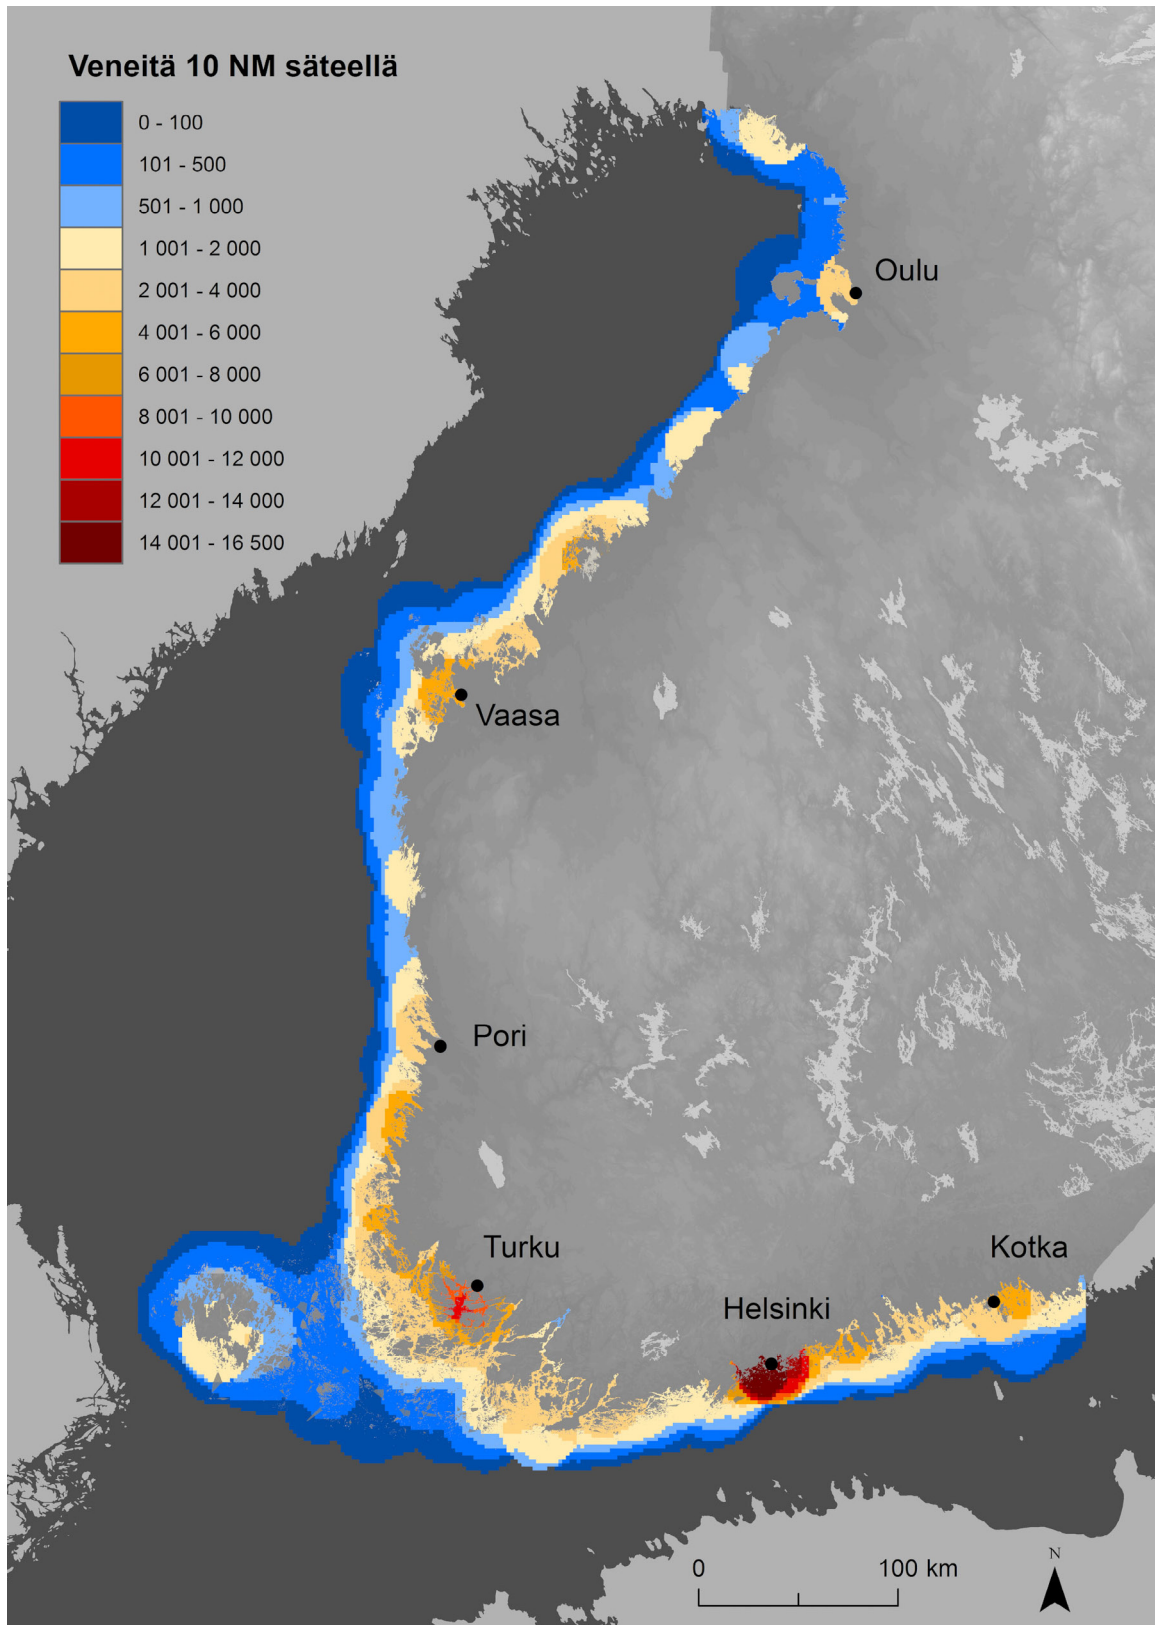 Veneitä 10 NM säteellä
0 - 100
101 - 500
501 - 1 000
1 001 - 2 000
2 001 - 4 000
4 001 - 6 000
6 001 - 8 000
8 001 - 10 000
10 001 - 12 000
12 001 - 14 000
14 001 - 16 500
Oulu
Vaasa
Pori
Turku
Kotka
Helsinki
0 100 km
N